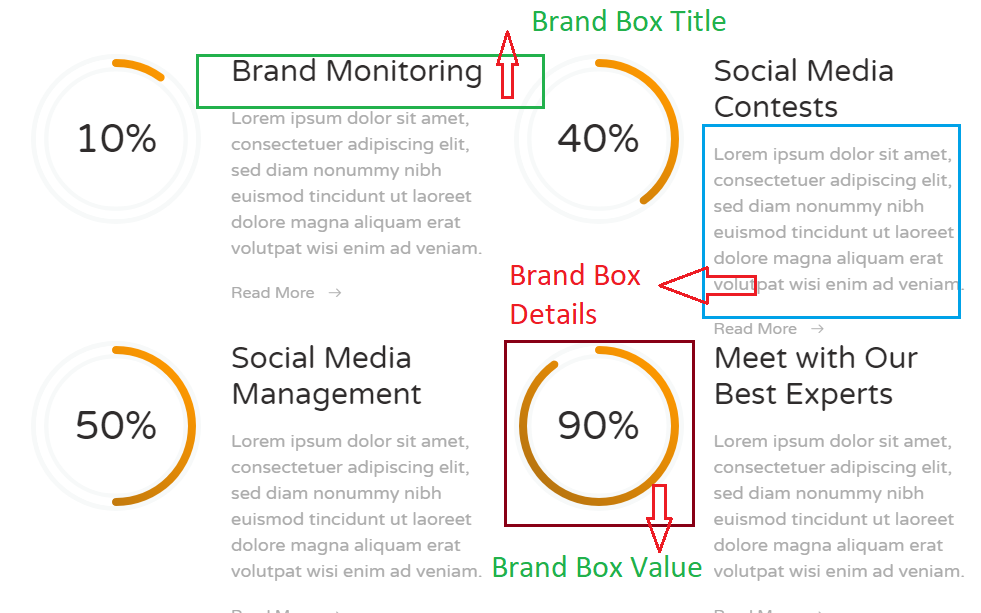 Brand Box Title
10%
Brand Monitoring
Lorem ipsum dolor sit amet,
consectetuer adipiscing elit,
sed diam nonummy nibh
euismod tincidunt ut laoreet
dolore magna aliquam erat
volutpat wisi enim ad veniam.
Read More →
40%
Social Media
Contests
Lorem ipsum dolor sit amet,
consectetuer adipiscing elit,
sed diam nonummy nibh
euismod tincidunt ut laoreet
dolore magna aliquam erat
volutpat wisi enim ad veniam.
Read More →
Brand Box
Details
50%
Social Media
Management
Lorem ipsum dolor sit amet,
consectetuer adipiscing elit,
sed diam nonummy nibh
euismod tincidunt ut laoreet
dolore magna aliquam erat
volutpat wisi enim ad veniam.
90%
Meet with Our
Best Experts
Lorem ipsum dolor sit amet,
consectetuer adipiscing elit,
sed diam nonummy nibh
euismod tincidunt ut laoreet
dolore magna aliquam erat
volutpat wisi enim ad veniam.
Brand Box Value